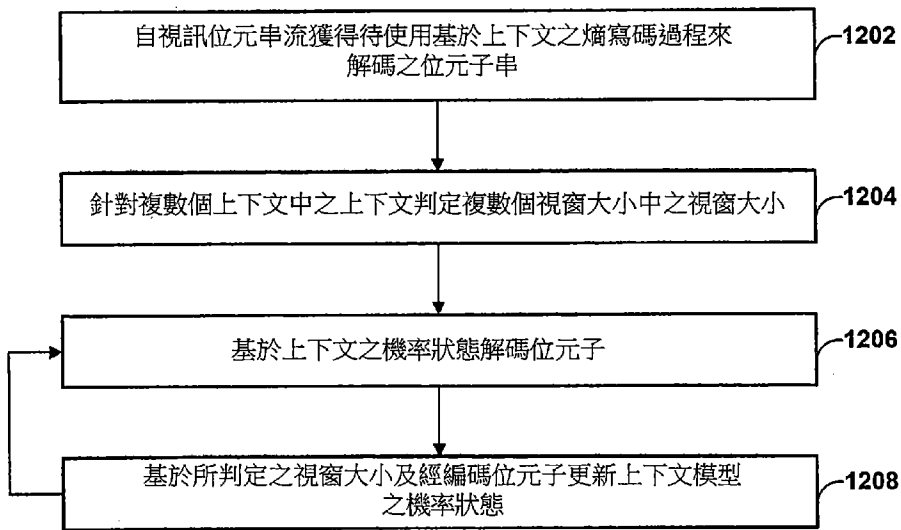 自視訊位元串流獲得待使用基於上下文之熵寫碼過程來
解碼之位元子串
1202
針對複數個上下文中之上下文判定複數個視窗大小中之視窗大小
1204
基於上下文之機率狀態解碼位元子
1206
基於所判定之視窗大小及經編碼位元子更新上下文模型
之機率狀態
1208